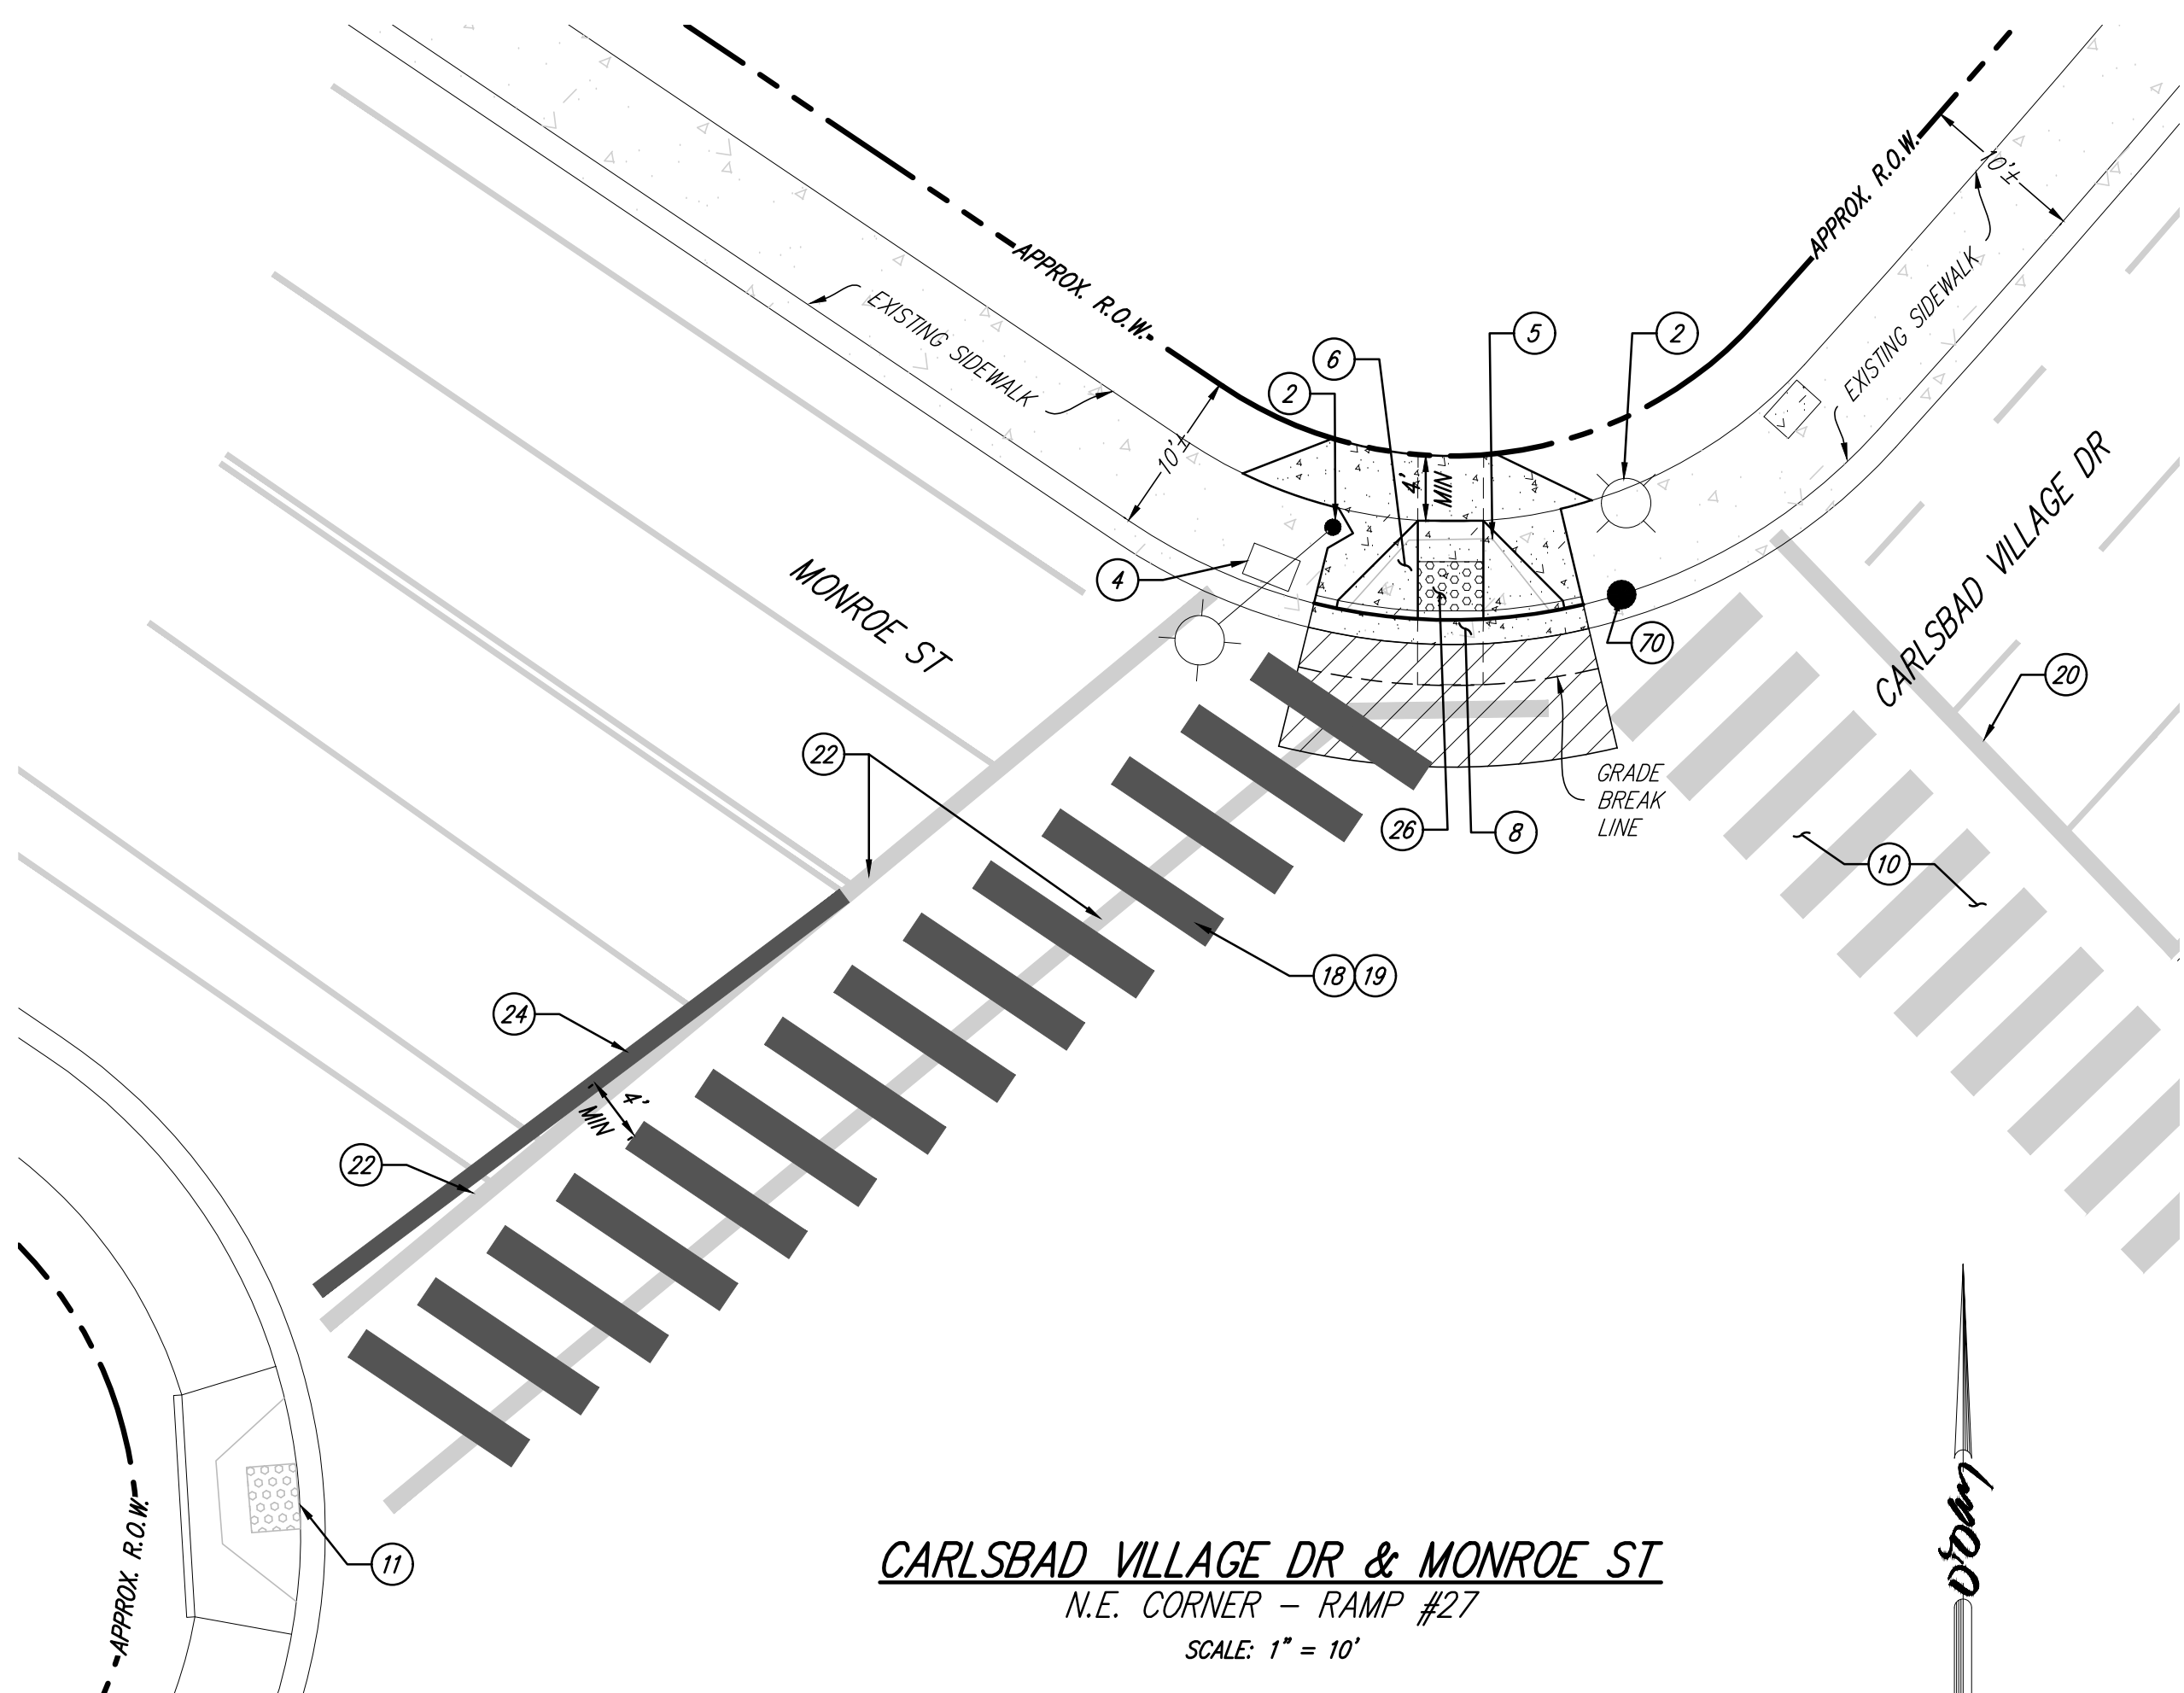 APPROX. R.O.W.
10'±
APPROX. R.O.W.
EXISTING SIDEWALK
EXISTING SIDEWALK
10'±
5
2
6
2
4'
MIN
4
MONROE ST
CARLSBAD VILLAGE DR
70
20
22
GRADE
BREAK
LINE
26
8
10
18
19
24
4'
MIN
22
APPROX. R.O.W.
11
CARLSBAD VILLAGE DR & MONROE ST
N.E. CORNER – RAMP #27
SCALE: 1" = 10'